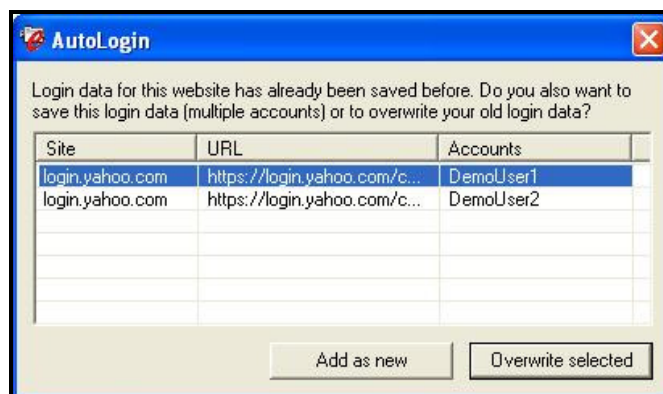 AutoLogin
Login data for this website has already been saved before. Do you also want to
save this login data (multiple accounts) or to overwrite your old login data?
Site URL Accounts
login.yahoo.com https://login.yahoo.com/c... DemoUser1
login.yahoo.com https://login.yahoo.com/c... DemoUser2
Add as new Overwrite selected